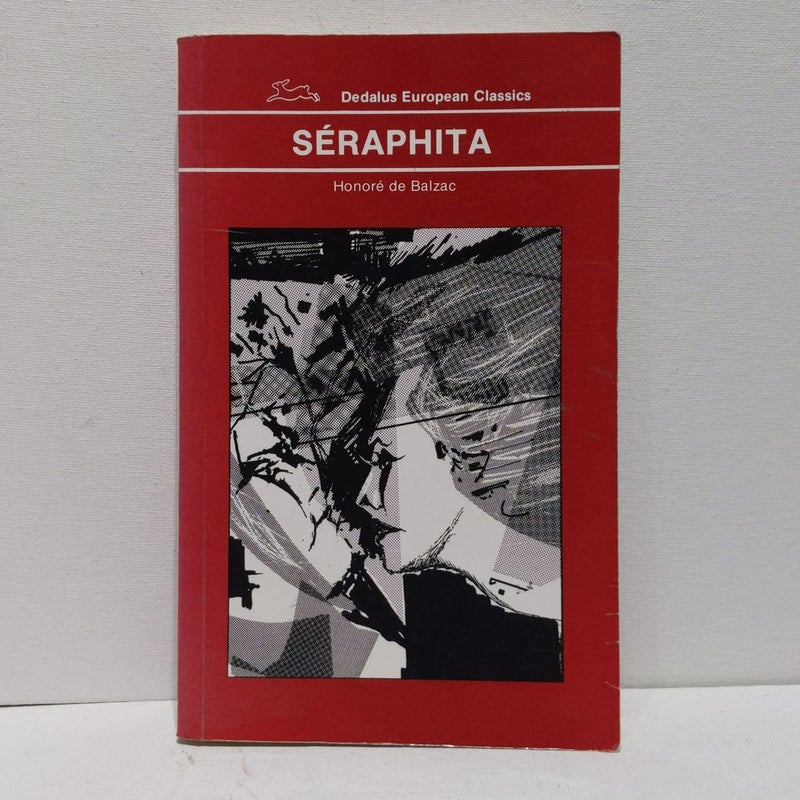 Dedalus European Classics
SÉRAPHITA
Honoré de Balzac